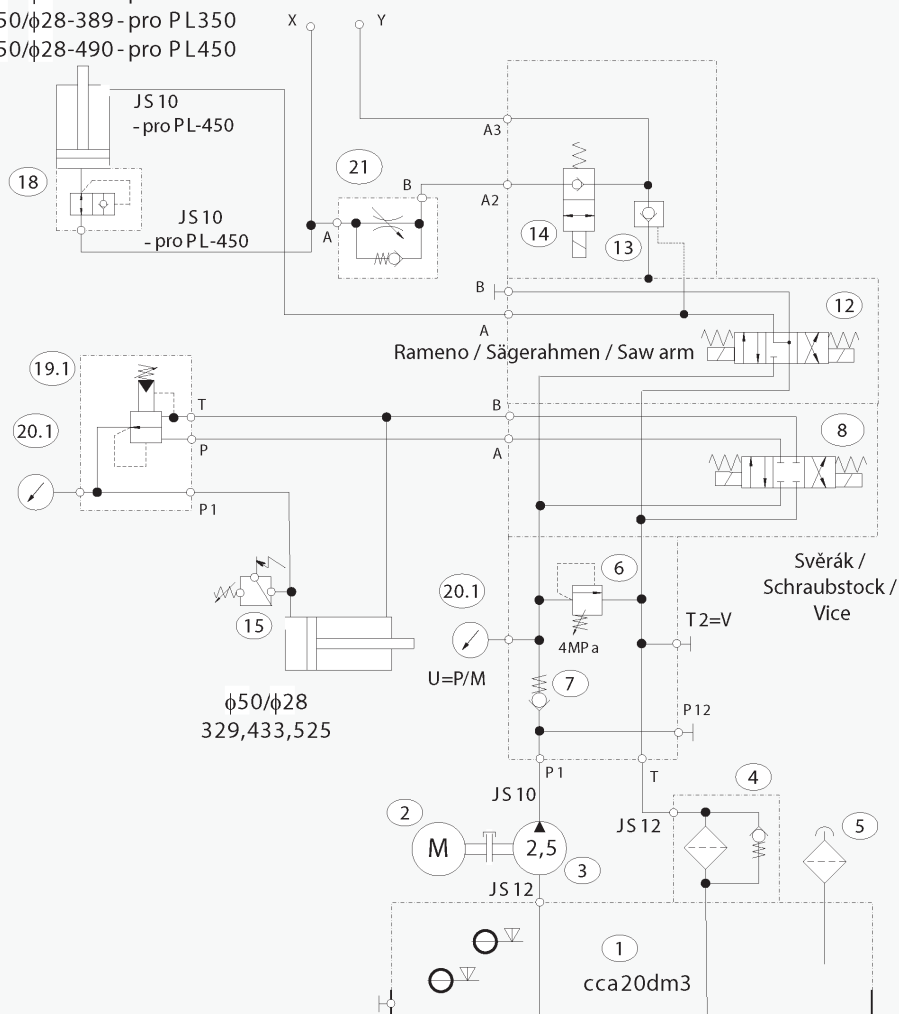 50/ϕ28-389-pro PL350
50/ϕ28-490-pro PL450
X
Y
JS 10
-pro PL-450
A3
18
21
B
A2
JS 10
-pro PL-450
A
14
13
B
12
A
Rameno / Sägerahmen / Saw arm
19.1
T
B
20.1
P
A
8
P1
Svěrák /
Schraubstock /
Vice
20.1
6
15
4MPa
T2=V
U=P/M
7
ϕ50/ϕ28
329,433,525
P12
P1
T
4
JS 10
2
JS 12
5
M
2,5
3
JS 12
1
cca20dm3